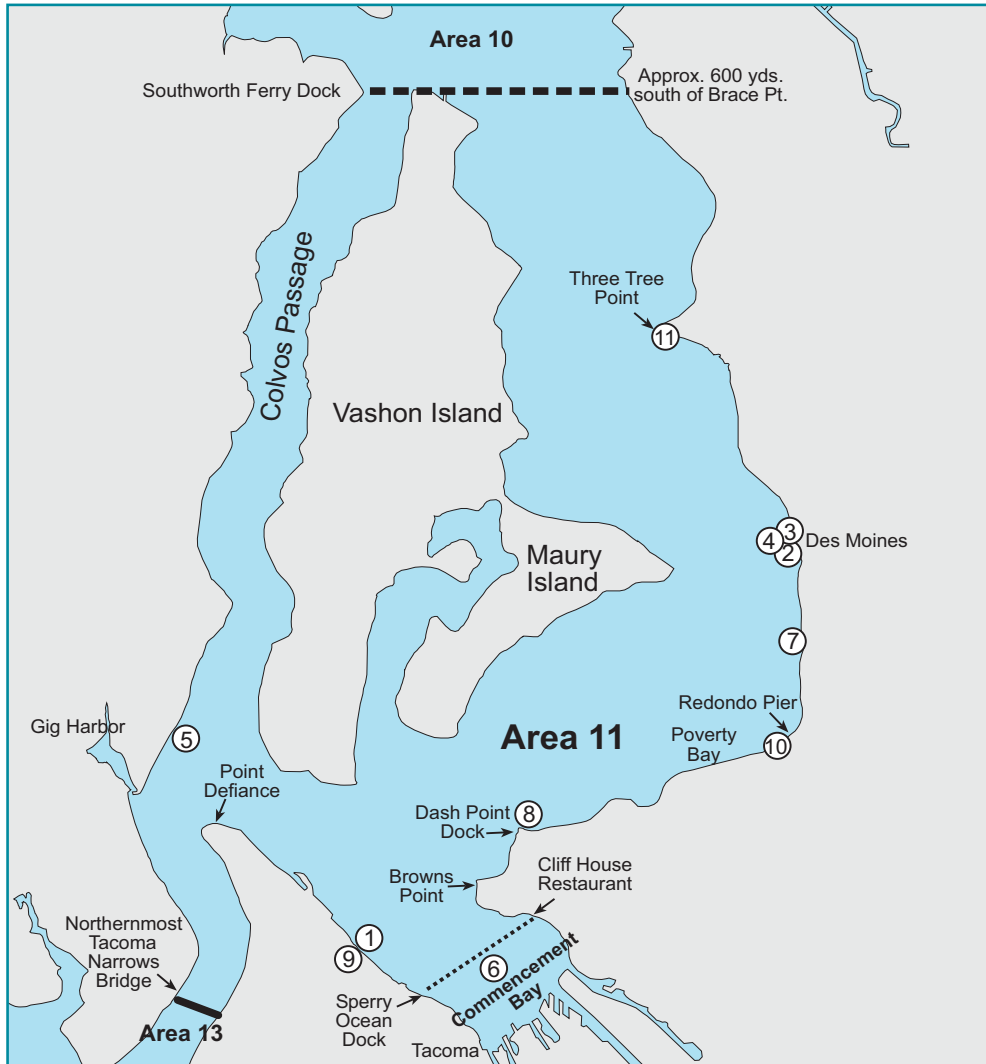 Area 10
Southworth Ferry Dock
Approx. 600 yds.
south of Brace Pt.
Colvos Passage
Three Tree
Point
11
Vashon Island
3
4
Des Moines
2
Maury
Island
7
Redondo Pier
Gig Harbor
5
Area 11
Poverty
Bay
10
Point
Defiance
Dash Point
Dock
8
Cliff House
Restaurant
Browns
Point
Northernmost
Tacoma
Narrows
Bridge
1
9
6
Commencement
Bay
Sperry
Ocean
Dock
Area 13
Tacoma